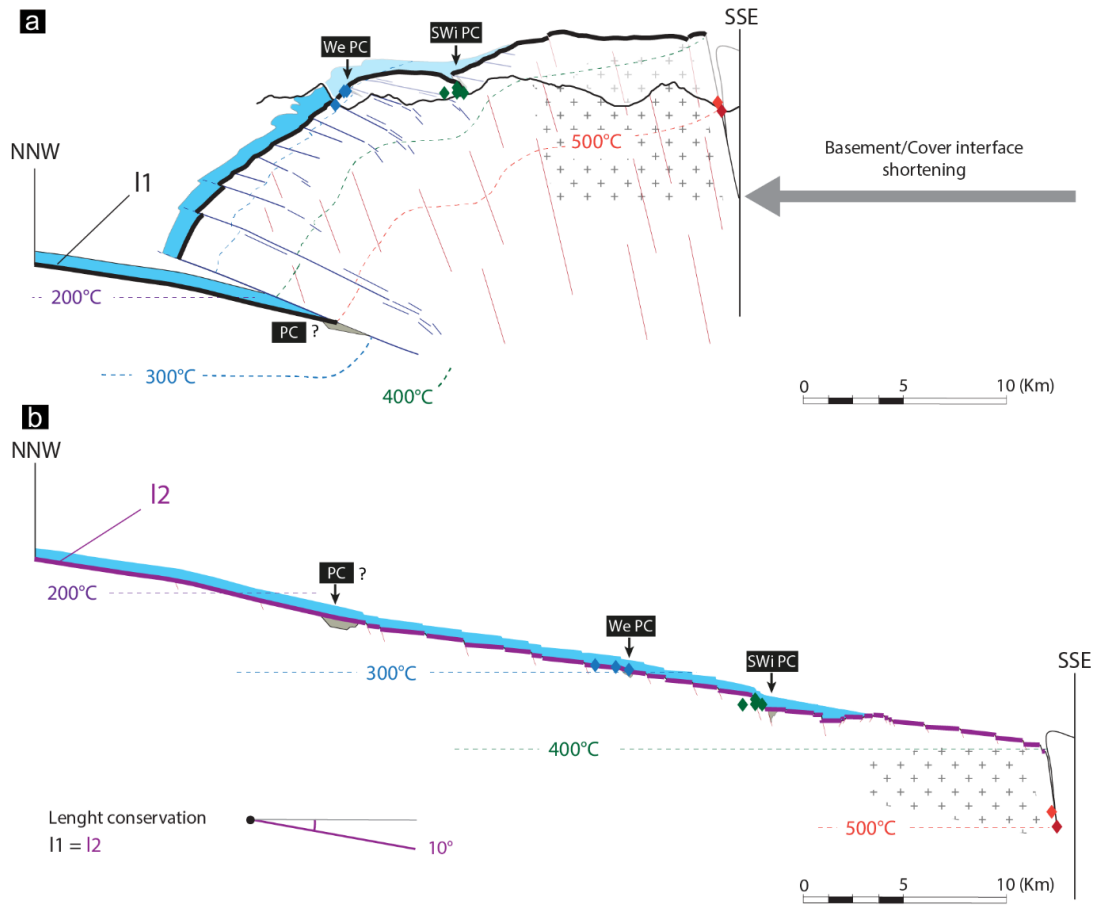 a
SSE
We PC
SWi PC
NNW
l1
500°C
Basement/Cover interface
shortening
200°C
PC ?
300°C
400°C
0 5 10 (Km)
b
NNW
l2
SSE
PC ?
200°C
We PC
300°C
SWi PC
400°C
Lenght conservation
l1 = l2
10°
500°C
0 5 10 (Km)